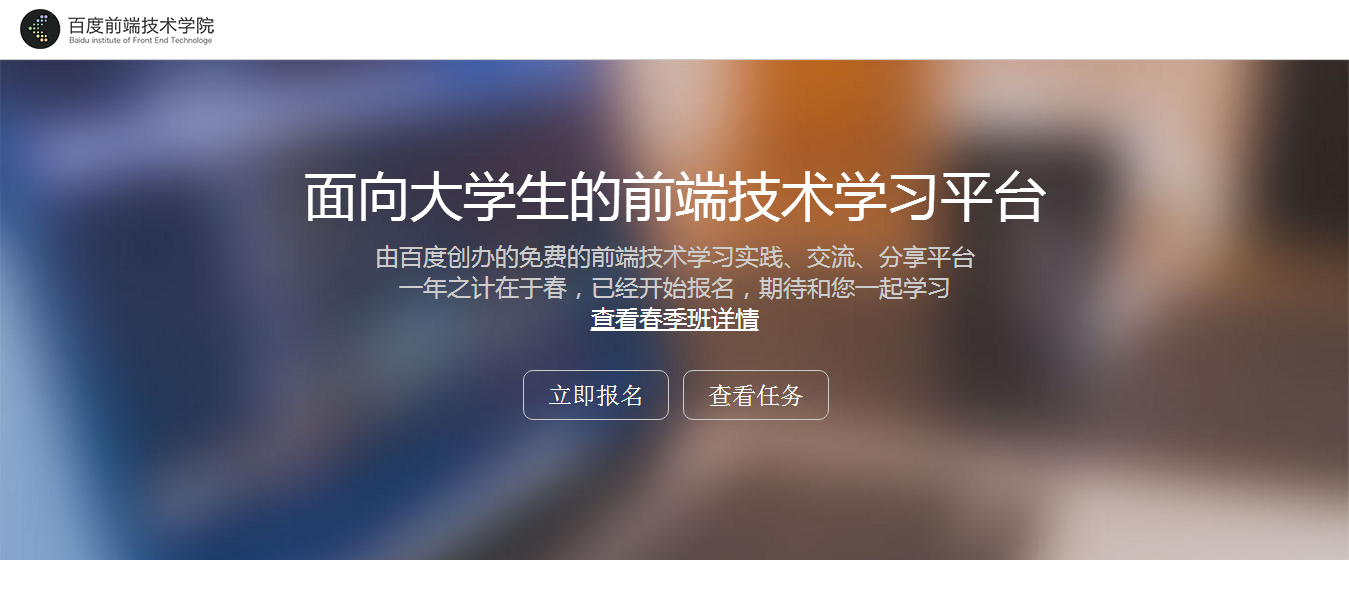 百度前端技术学院
Baidu institute of Front End Technologe
面向大学生的前端技术学习平台
由百度创办的免费的前端技术学习实践、交流、分享平台
一年之计在于春，已经开始报名，期待和您一起学习
查看春季班详情
立即报名
查看任务